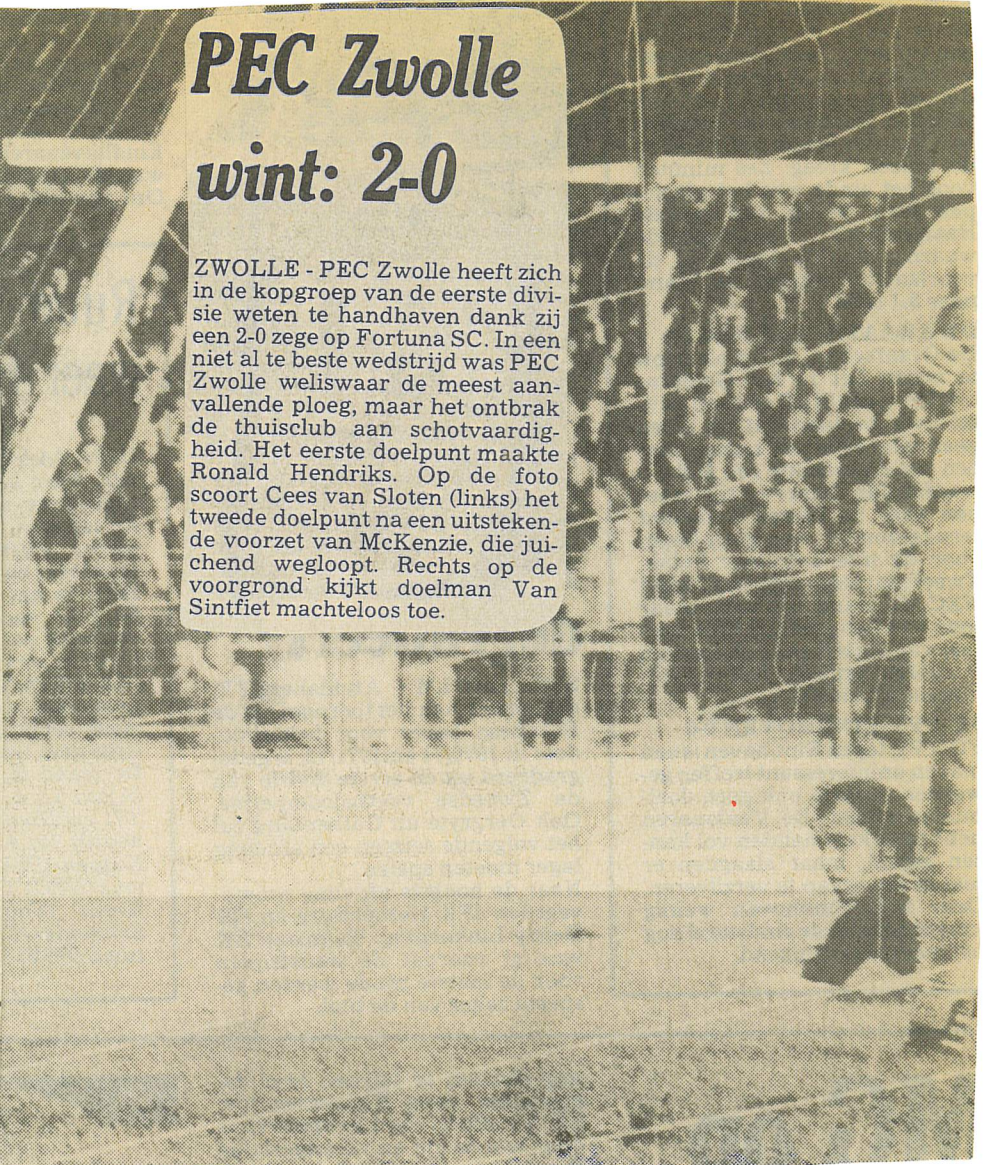 PEC Zwolle
wint: 2-0
ZWOLLE - PEC Zwolle heeft zich
in de kopgroep van de eerste divi-
sie weten te handhaven dank zij
een 2-0 zege op Fortuna SC. In een
niet al te beste wedstrijd was PEC
Zwolle weliswaar de meest aan-
vallende ploeg, maar het ontbrak
de thuisclub aan schotvaardig-
heid. Het eerste doelpunt maakte
Ronald Hendriks. Op de foto
scoort Cees van Sloten (links) het
tweede doelpunt na een uitsteken-
de voorzet van McKenzie, die jui-
chend wegloopt. Rechts op de
voorgrond kijkt doelman Van
Sintfiet machteloos toe.